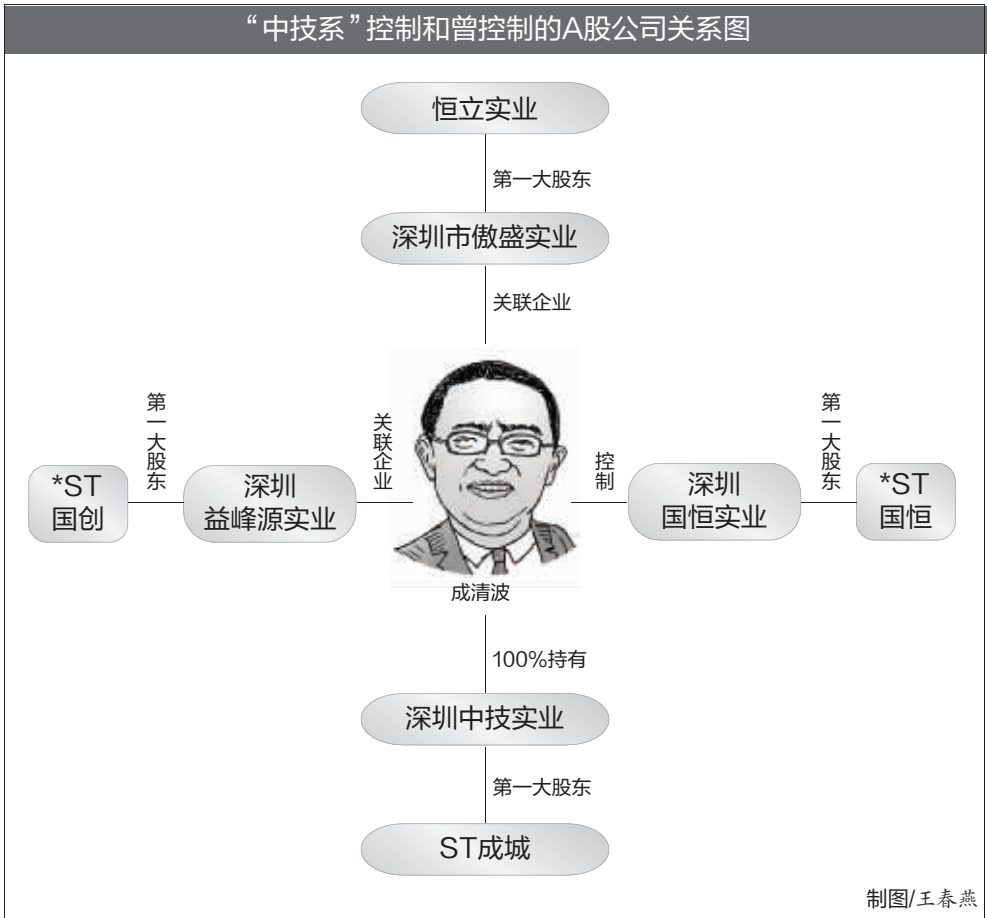 “中技系”控制和曾控制的A股公司关系图
恒立实业
第一大股东
深圳市傲盛实业
关联企业
第一大股东
关联企业
控制
第一大股东
*ST
国创
深圳
益峰源实业
深圳
国恒实业
*ST
国恒
成清波
100%持有
深圳中技实业
第一大股东
ST成城
制图/王春燕